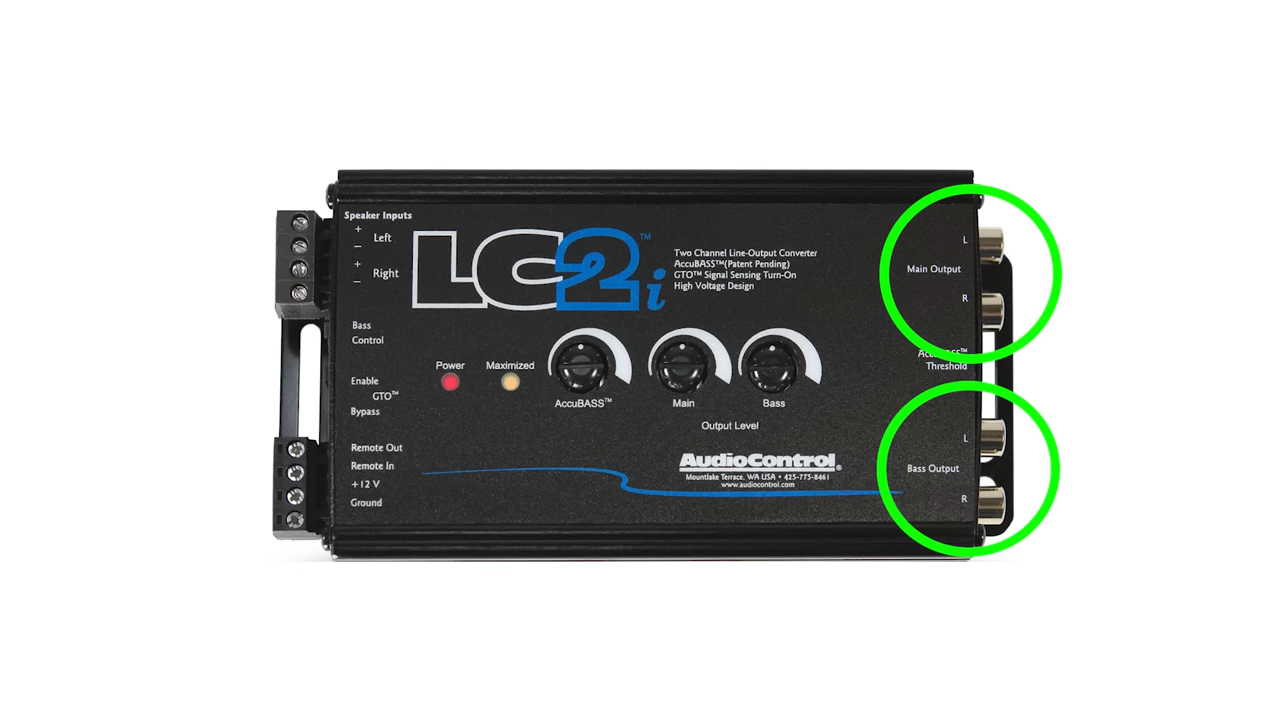 Speaker Inputs
+
Left
–
+
Right
–
LC2i™
Two Channel Line-Output Converter
AccuBASS™(Patent Pending)
GTO™ Signal Sensing Turn-On
High Voltage Design
L
Main Output
R
Bass
Control
AccuBASS™
Threshold
Power
Maximized
Enable
GTO™
Bypass
AccuBASS™
Main
Bass
Output Level
L
Bass Output
R
Remote Out
Remote In
+12 V
Ground
AudioControl®
Mountlake Terrace, WA USA • 425-775-8461
www.audiocontrol.com